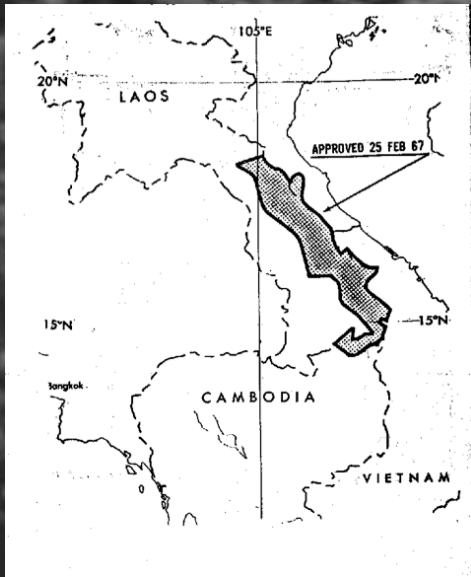 105°E
20°N
20°
LAOS
APPROVED 25 FEB 67
15°N
15°N
Bangkok
CAMBODIA
VIETNAM